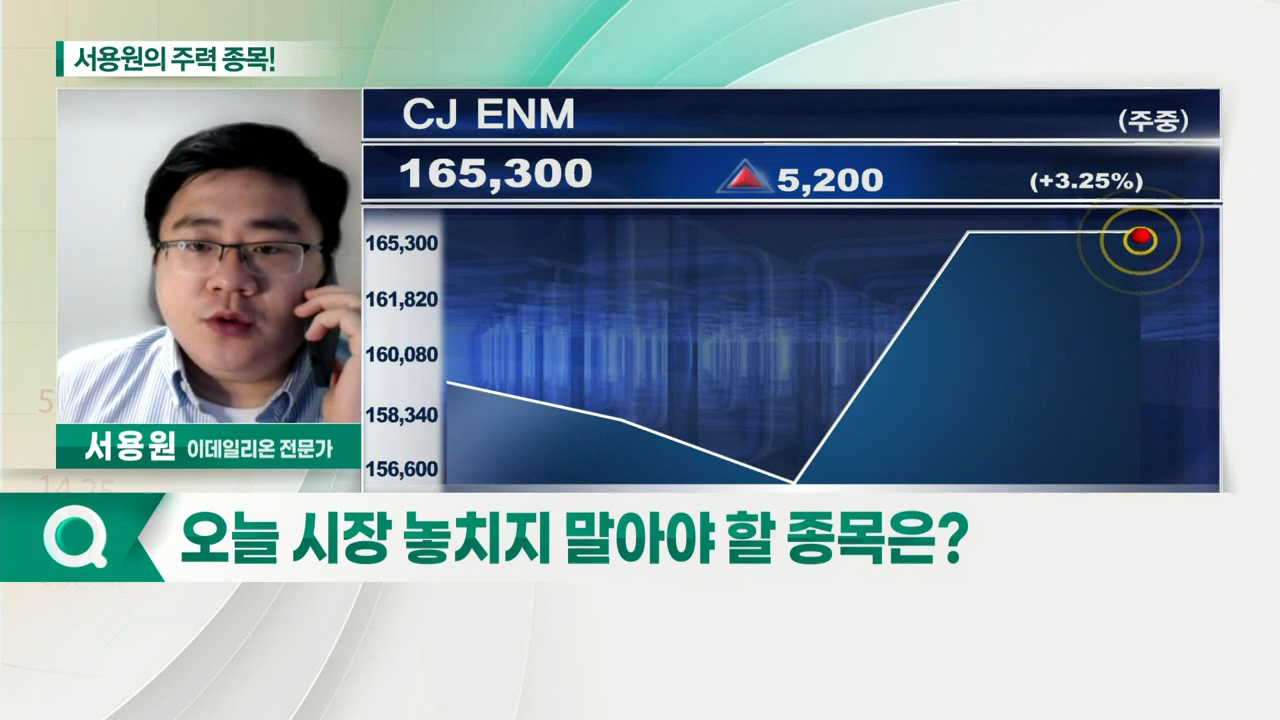 서용원의 주력 종목!
CJ ENM (주중)
165,300 5,200 (+3.25%)
165,300
161,820
160,080
158,340
156,600
서용원 이데일리온 전문가
오늘 시장 놓치지 말아야 할 종목은?